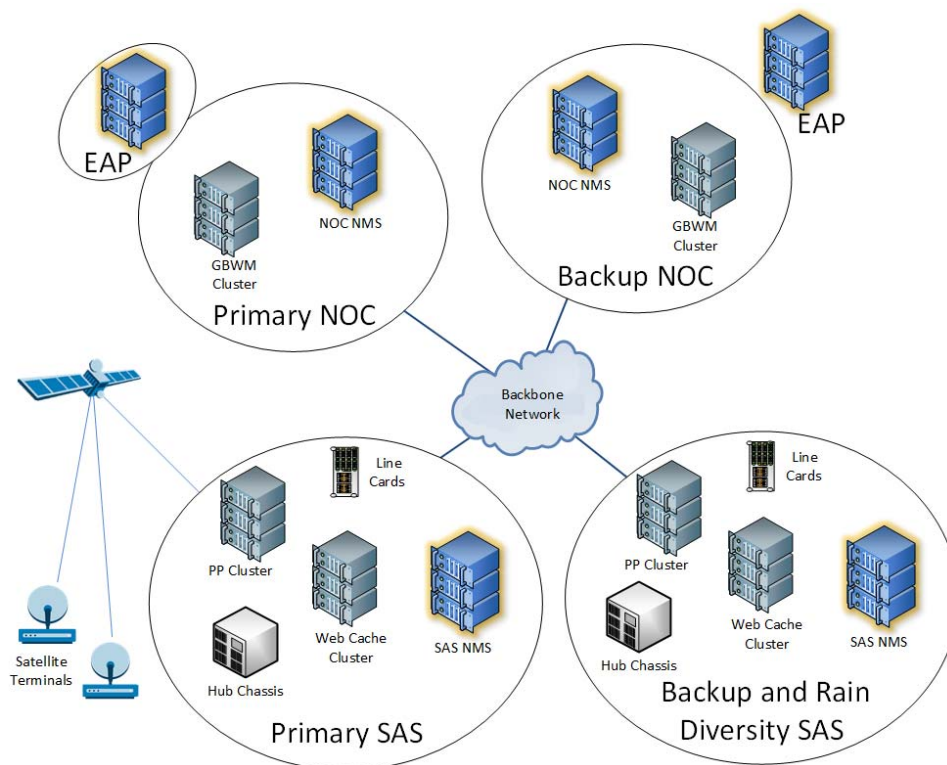 EAP
NOC NMS
GBWM
Cluster
Primary NOC
EAP
NOC NMS
GBWM
Cluster
Backup NOC
Backbone
Network
Satellite
Terminals
Line
Cards
PP Cluster
Web Cache
Cluster
SAS NMS
Hub Chassis
Primary SAS
Line
Cards
PP Cluster
Web Cache
Cluster
SAS NMS
Hub Chassis
Backup and Rain
Diversity SAS